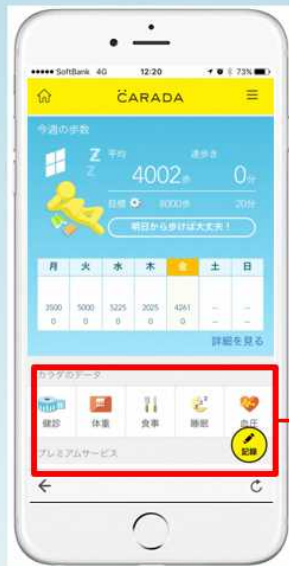 SoftBank 4G 12:20 73%
CARADA
今週の歩数
Z 平均 速歩き
Z 4002歩 0分
目標 8000歩 20分
明日から歩けば大丈夫！
月 火 水 木 金 土 日
3500 5000 5225 2025 4261 -- --
0 0 0 0 0 -- --
詳細を見る
カラダのデータ
健診 体重 食事 睡眠 血圧
記録
プレミアムサービス